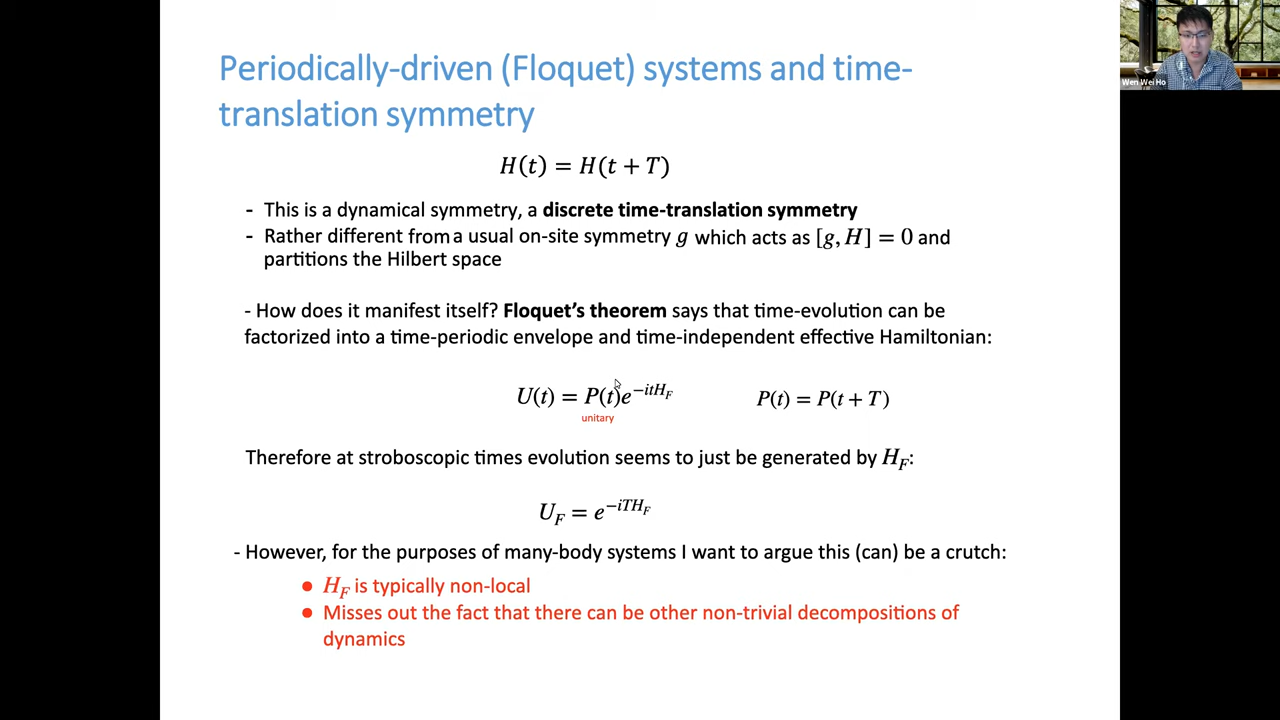 Wen Wei Ho
Periodically-driven (Floquet) systems and time-
translation symmetry
H(t) = H(t + T)
- This is a dynamical symmetry, a discrete time-translation symmetry
- Rather different from a usual on-site symmetry g which acts as [g, H] = 0 and
partitions the Hilbert space
- How does it manifest itself? Floquet's theorem says that time-evolution can be
factorized into a time-periodic envelope and time-independent effective Hamiltonian:
U(t) = P(t)e^{-itH_F} P(t) = P(t + T)
unitary
Therefore at stroboscopic times evolution seems to just be generated by H_F:
U_F = e^{-iTH_F}
- However, for the purposes of many-body systems I want to argue this (can) be a crutch:
● H_F is typically non-local
● Misses out the fact that there can be other non-trivial decompositions of
dynamics